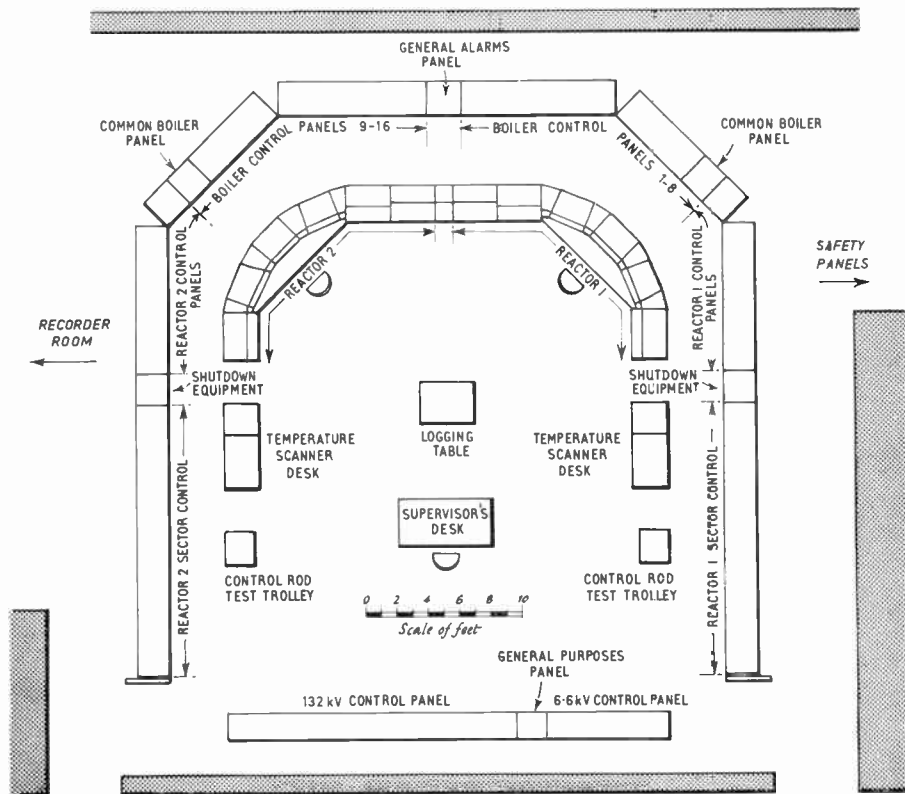 GENERAL ALARMS
PANEL
COMMON BOILER
PANEL
BOILER CONTROL
PANELS 9-16
BOILER CONTROL
PANELS 1-8
COMMON BOILER
PANEL
REACTOR 2 CONTROL
PANELS
REACTOR 2
REACTOR 1
REACTOR 1 CONTROL
PANELS
SAFETY
PANELS
RECORDER
ROOM
SHUTDOWN
EQUIPMENT
SHUTDOWN
EQUIPMENT
LOGGING
TABLE
TEMPERATURE
SCANNER
DESK
TEMPERATURE
SCANNER
DESK
SUPERVISOR'S
DESK
REACTOR 2 SECTOR CONTROL
REACTOR 1 SECTOR CONTROL
CONTROL ROD
TEST TROLLEY
CONTROL ROD
TEST TROLLEY
0 2 4 6 8 10
Scale of feet
GENERAL PURPOSES
PANEL
132 kV CONTROL PANEL
6·6kV CONTROL PANEL